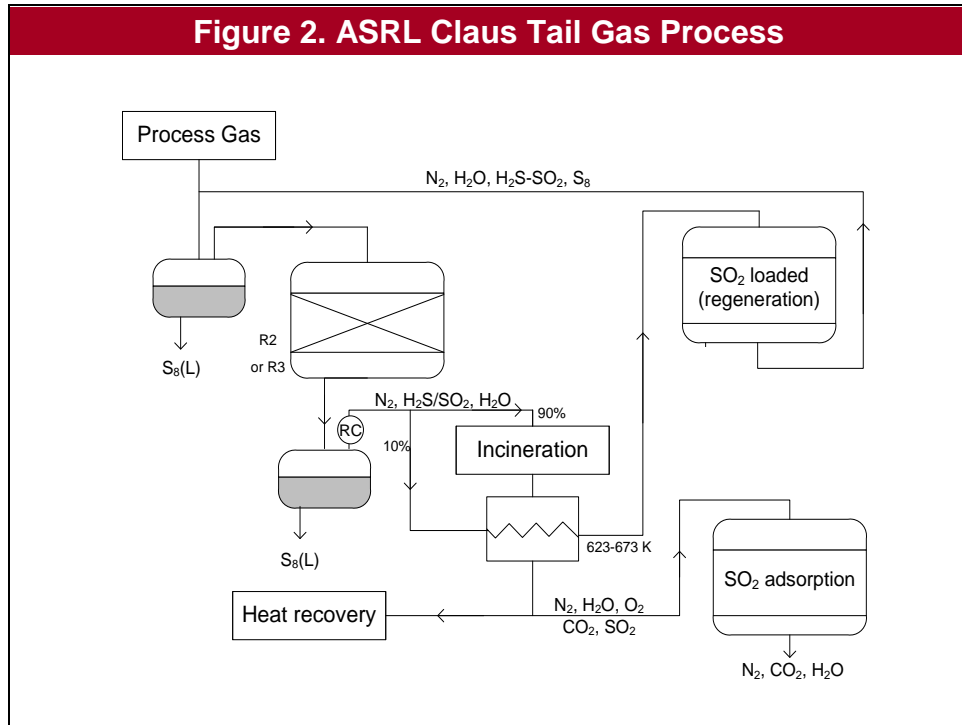 Figure 2. ASRL Claus Tail Gas Process
Process Gas
N₂, H₂O, H₂S-SO₂, S₈
SO₂ loaded
(regeneration)
R2
or R3
S₈(L)
N₂, H₂S/SO₂, H₂O
90%
RC
10%
Incineration
623-673 K
S₈(L)
SO₂ adsorption
Heat recovery
N₂, H₂O, O₂
CO₂, SO₂
N₂, CO₂, H₂O